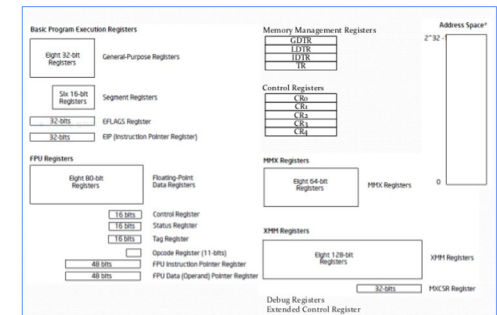 Basic Program Execution Registers
Eight 32-bit
Registers
General-Purpose Registers
Six 16-bit
Registers
Segment Registers
32-bits
EFLAGS Register
32-bits
EIP (Instruction Pointer Register)
FPU Registers
Eight 80-bit
Registers
Floating-Point
Data Registers
16 bits
Control Register
16 bits
Status Register
16 bits
Tag Register
Opcode Register (11-bits)
48 bits
FPU Instruction Pointer Register
48 bits
FPU Data (Operand) Pointer Register
Memory Management Registers
GDTR
LDTR
IDTR
TR
Control Registers
CR0
CR1
CR2
CR3
CR4
MMX Registers
Eight 64-bit
Registers
MMX Registers
XMM Registers
Eight 128-bit
Registers
XMM Registers
32-bits
MXCSR Register
Debug Registers
Extended Control Register
Address Space*
2^32 -1
0